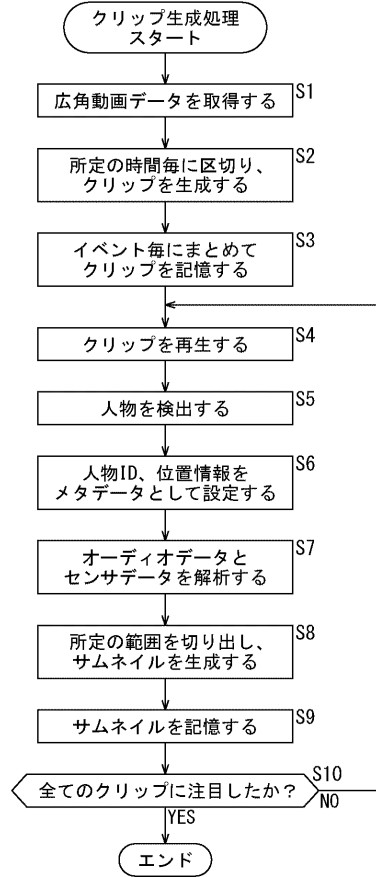 クリップ生成処理
スタート
広角動画データを取得する
S1
所定の時間毎に区切り、
クリップを生成する
S2
イベント毎にまとめて
クリップを記憶する
S3
クリップを再生する
S4
人物を検出する
S5
人物ID、位置情報を
メタデータとして設定する
S6
オーディオデータと
センサデータを解析する
S7
所定の範囲を切り出し、
サムネイルを生成する
S8
サムネイルを記憶する
S9
全てのクリップに注目したか？
S10
NO
YES
エンド